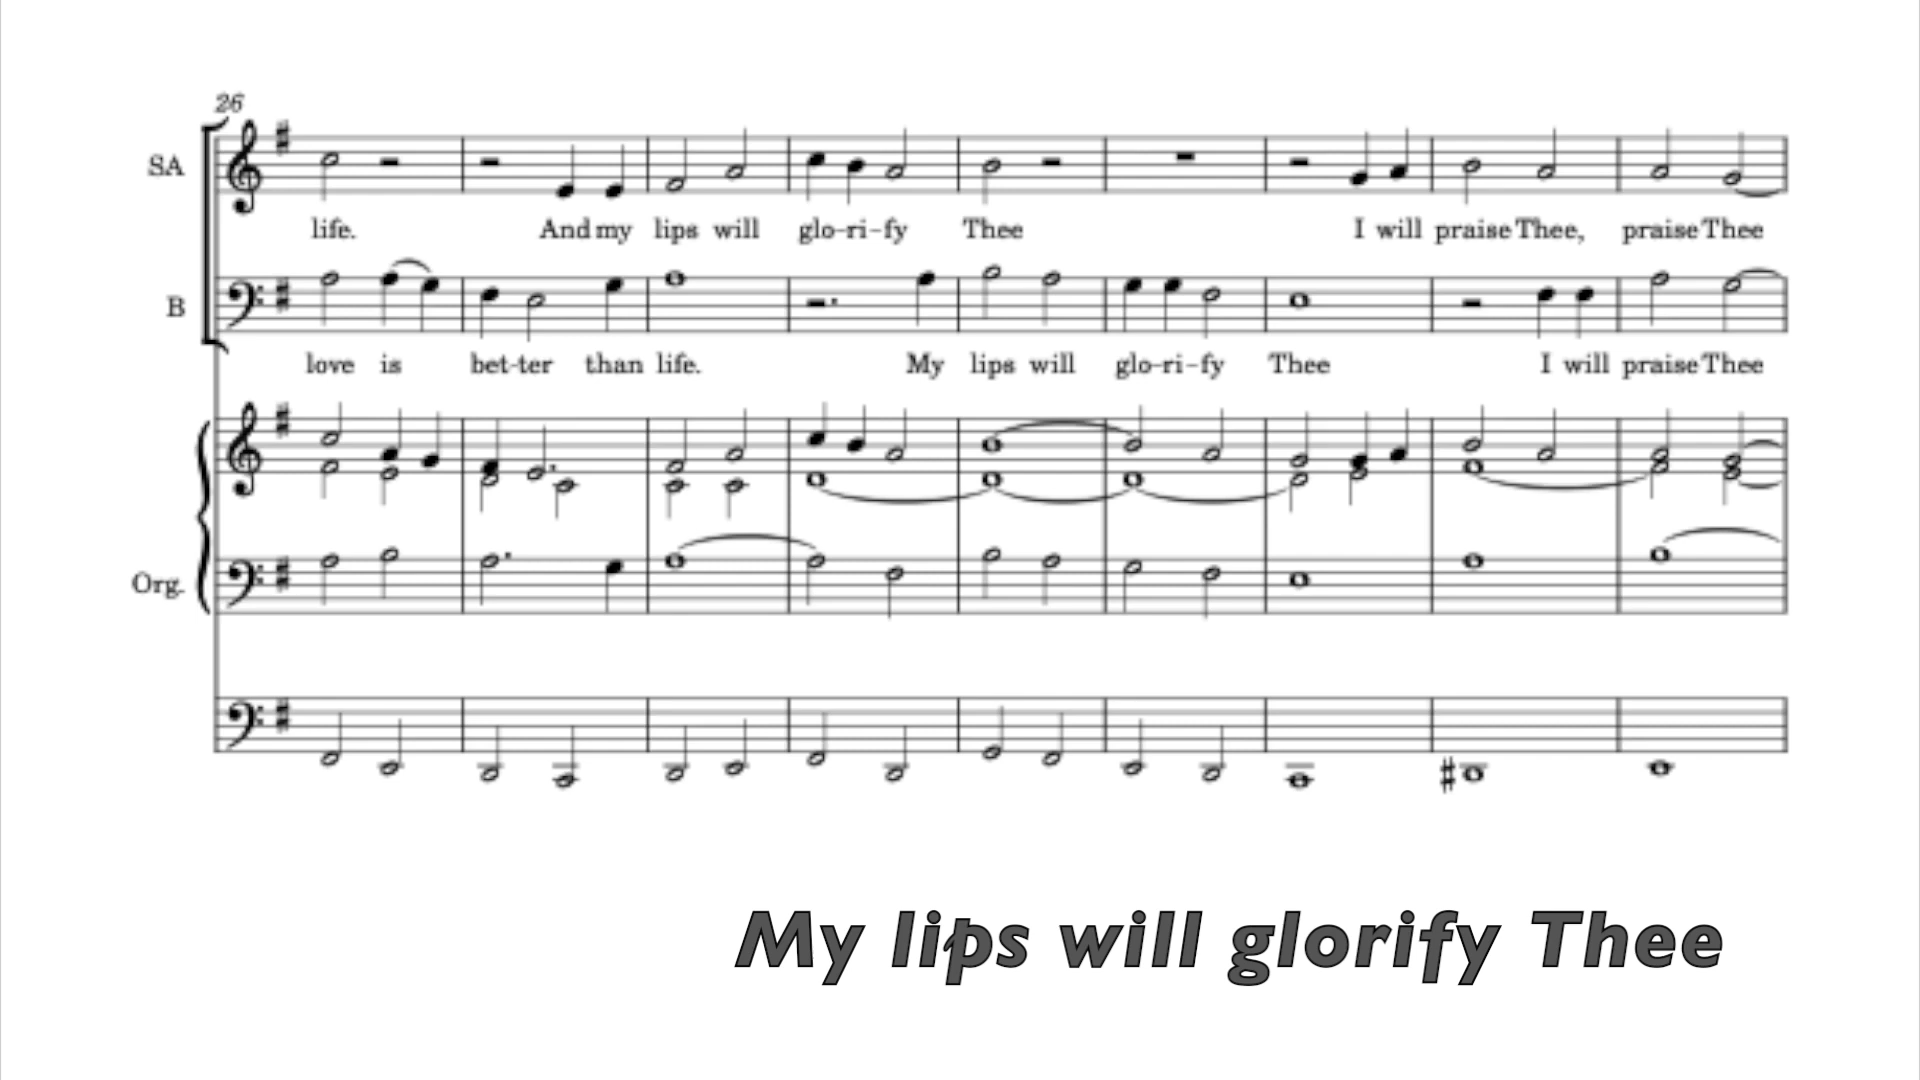 26
SA
life. And my lips will glo-ri-fy Thee I will praise Thee, praise Thee
B
love is bet-ter than life. My lips will glo-ri-fy Thee I will praise Thee
Org.
My lips will glorify Thee